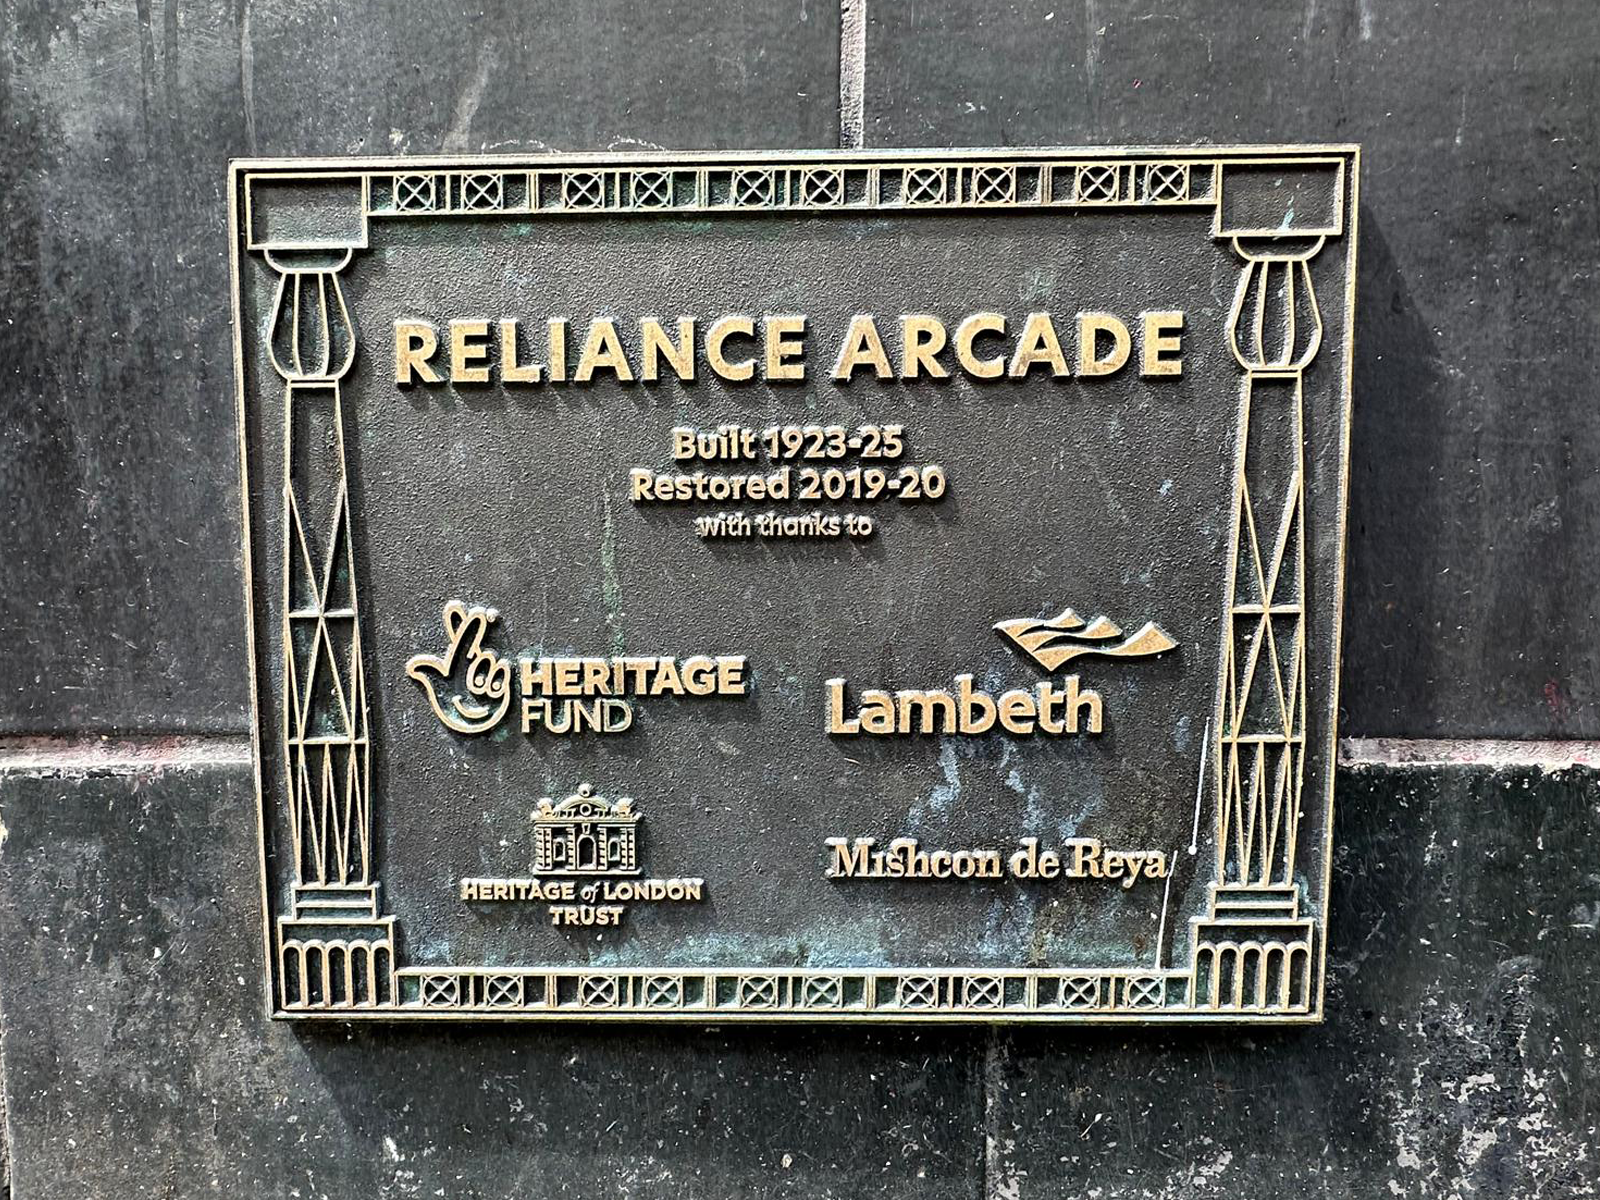 RELIANCE ARCADE
Built 1923-25
Restored 2019-20
with thanks to
HERITAGE
FUND
Lambeth
HERITAGE of LONDON
TRUST
Mishcon de Reya